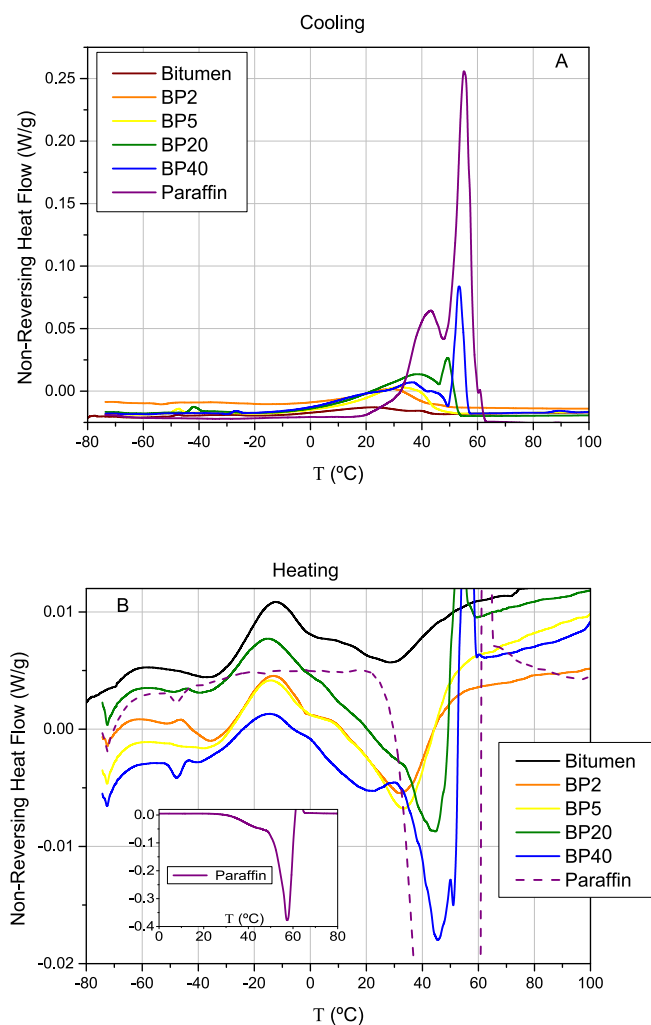 Cooling
A
Bitumen
BP2
BP5
BP20
BP40
Paraffin
Non-Reversing Heat Flow (W/g)
0.25
0.20
0.15
0.10
0.05
0.00
-80 -60 -40 -20 0 20 40 60 80 100
T (ºC)
Heating
B
Non-Reversing Heat Flow (W/g)
0.01
0.00
-0.01
-0.02
Bitumen
BP2
BP5
BP20
BP40
Paraffin
0.0
-0.1
-0.2
-0.3
-0.4
Paraffin
T (ºC)
0 20 40 60 80
-80 -60 -40 -20 0 20 40 60 80 100
T (ºC)